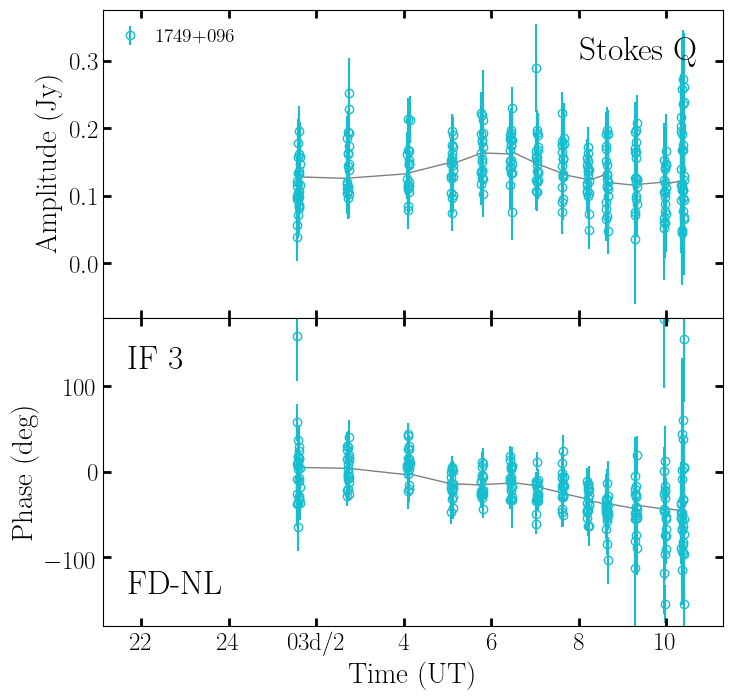 1749+096
Stokes Q
0.3
0.2
0.1
0.0
Amplitude (Jy)
IF 3
100
0
−100
Phase (deg)
FD-NL
22 24 03d/2 4 6 8 10
Time (UT)